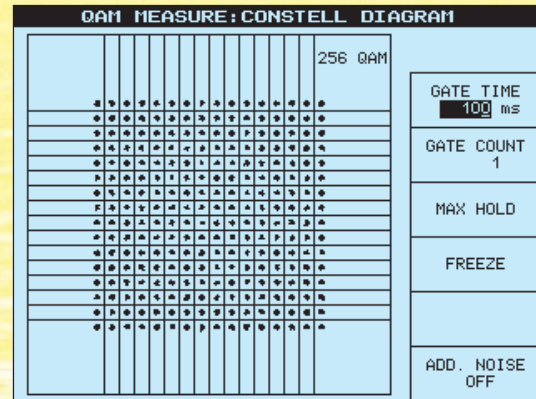 QAM MEASURE:CONSTELL DIAGRAM
256 QAM
GATE TIME
100 ms
GATE COUNT
1
MAX HOLD
FREEZE
ADD. NOISE
OFF